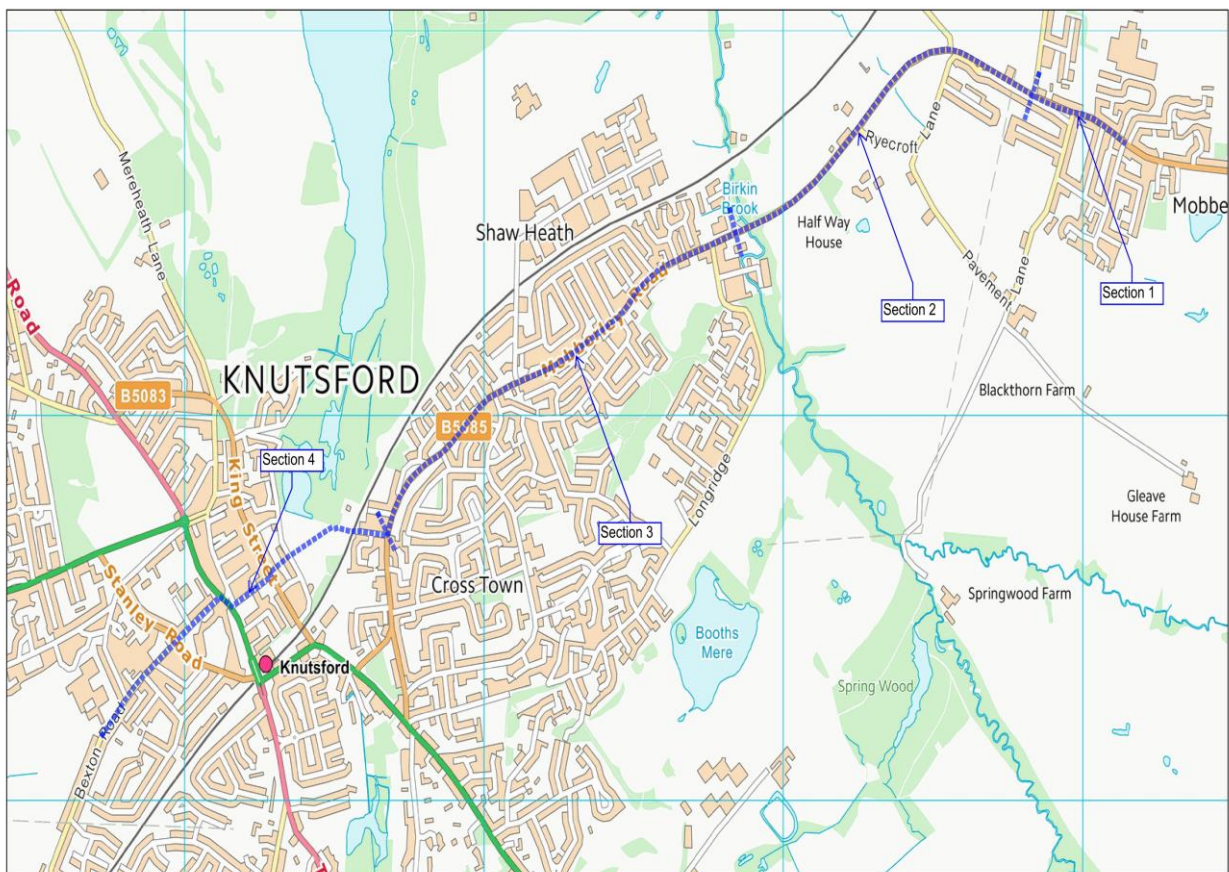 Mereheath Lane
Road
Shaw Heath
Birkin
Brook
Ryecroft
Lane
Half Way
House
Mobbe
Section 1
Section 2
Pavement
Lane
KNUTSFORD
B5083
B5085
Mobberley Road
Blackthorn Farm
Section 4
King Street
Section 3
Longridge
Gleave
House Farm
Cross Town
Stanley Road
Springwood Farm
Booths
Mere
Knutsford
Spring Wood
Bexton Road
T